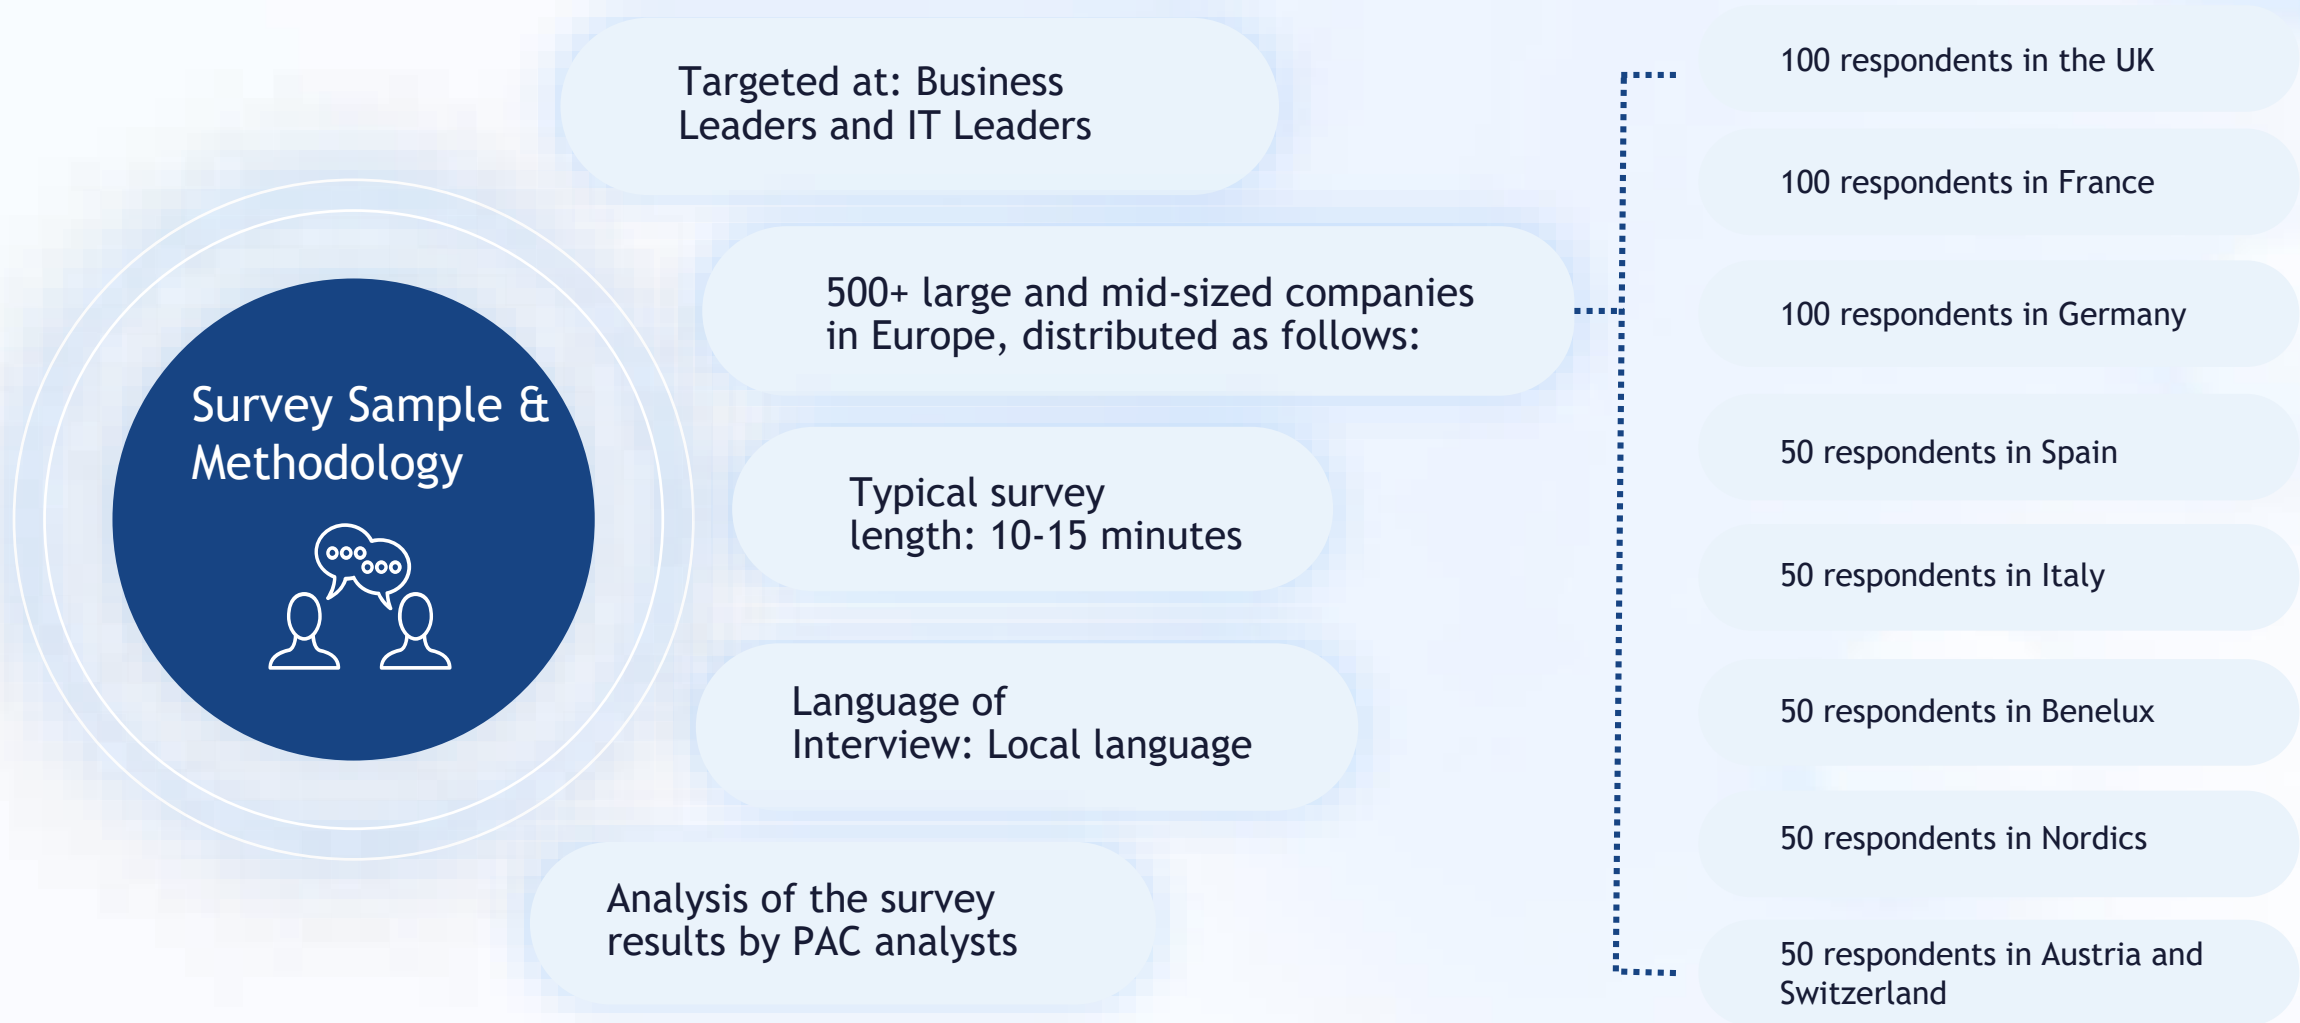 Survey Sample &
Methodology
Targeted at: Business
Leaders and IT Leaders
500+ large and mid-sized companies
in Europe, distributed as follows:
Typical survey
length: 10-15 minutes
Language of
Interview: Local language
Analysis of the survey
results by PAC analysts
100 respondents in the UK
100 respondents in France
100 respondents in Germany
50 respondents in Spain
50 respondents in Italy
50 respondents in Benelux
50 respondents in Nordics
50 respondents in Austria and
Switzerland